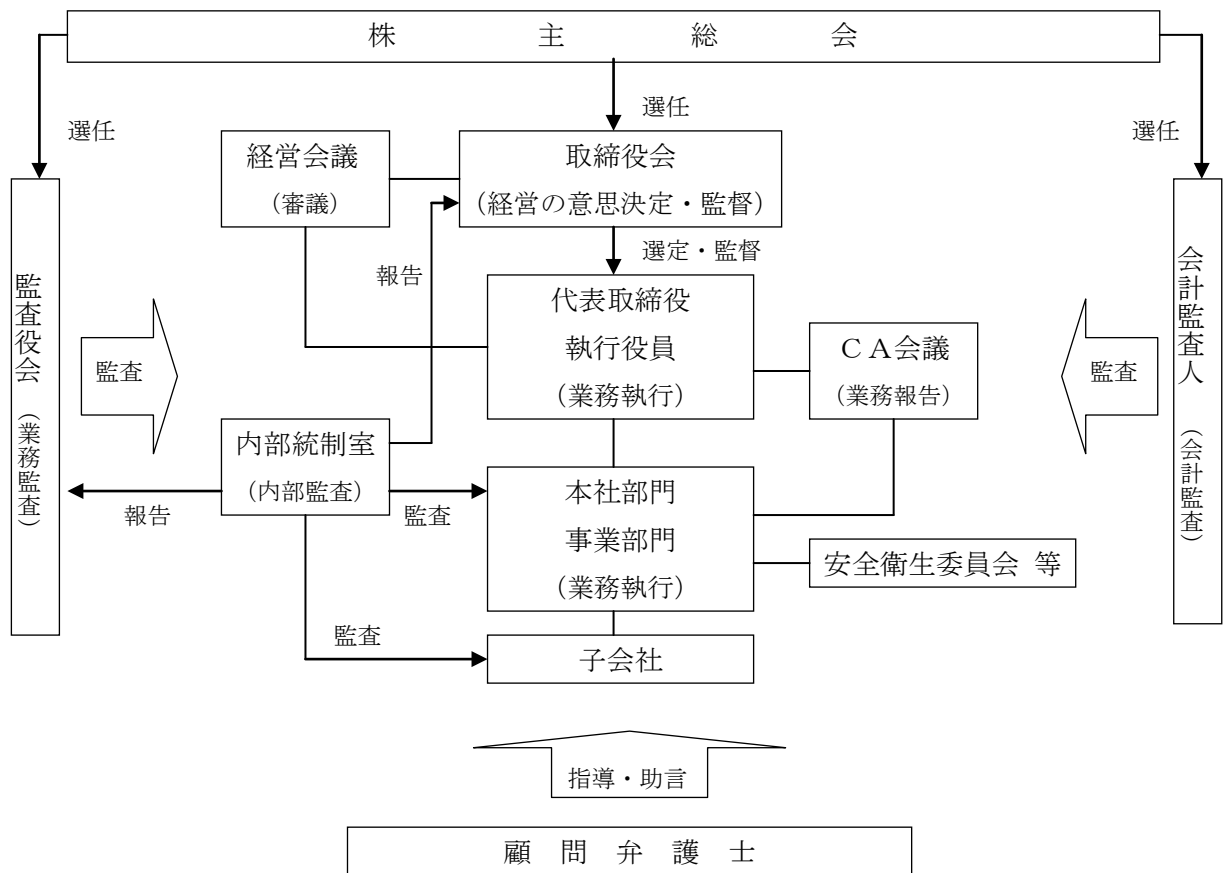 株主総会
選任
選任
選任
経営会議
(審議)
取締役会
(経営の意思決定・監督)
選定・監督
報告
代表取締役
執行役員
(業務執行)
CA会議
(業務報告)
監査役会(業務監査)
監査
会計監査人(会計監査)
監査
内部統制室
(内部監査)
報告
監査
本社部門
事業部門
(業務執行)
安全衛生委員会 等
監査
子会社
指導・助言
顧問弁護士